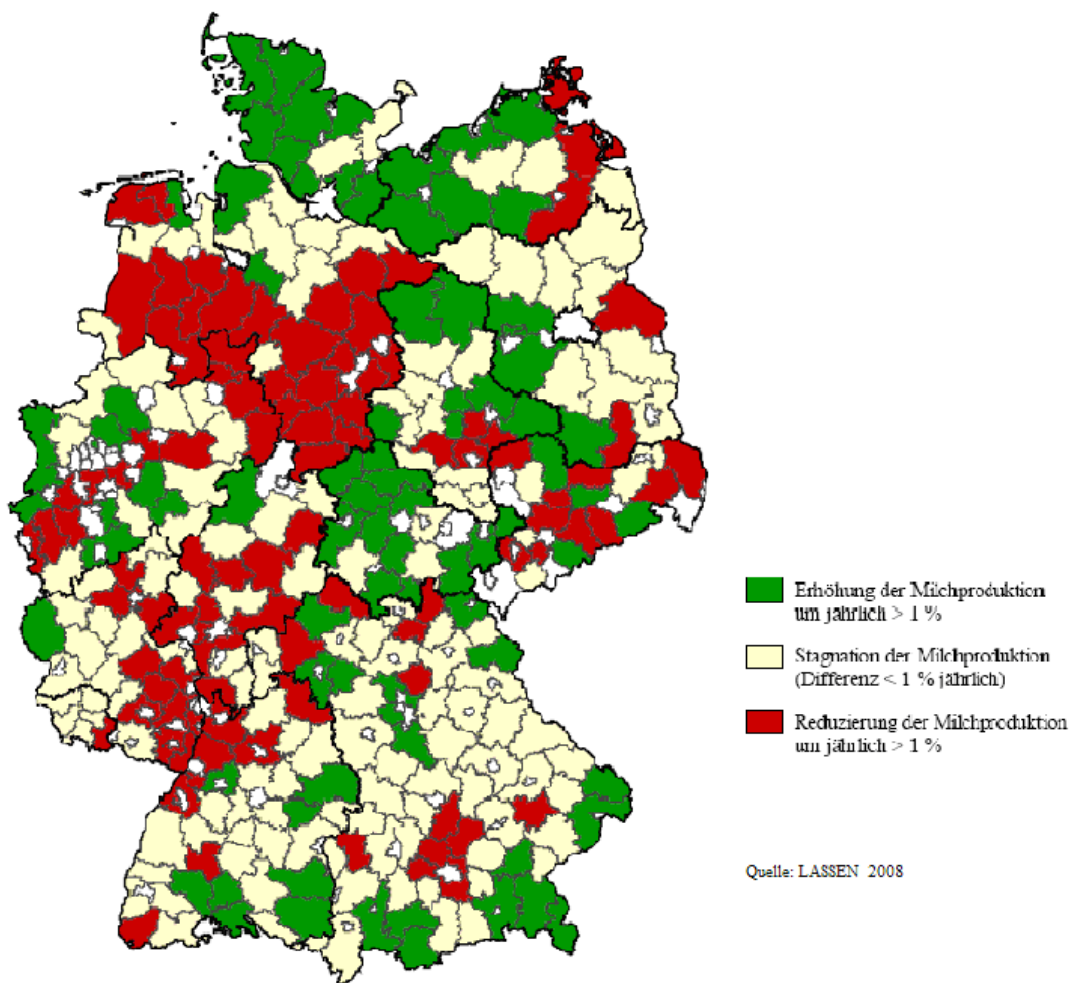 Erhöhung der Milchproduktion
um jährlich > 1 %
Stagnation der Milchproduktion
(Differenz < 1 % jährlich)
Reduzierung der Milchproduktion
um jährlich > 1 %
Quelle: LASSEN 2008